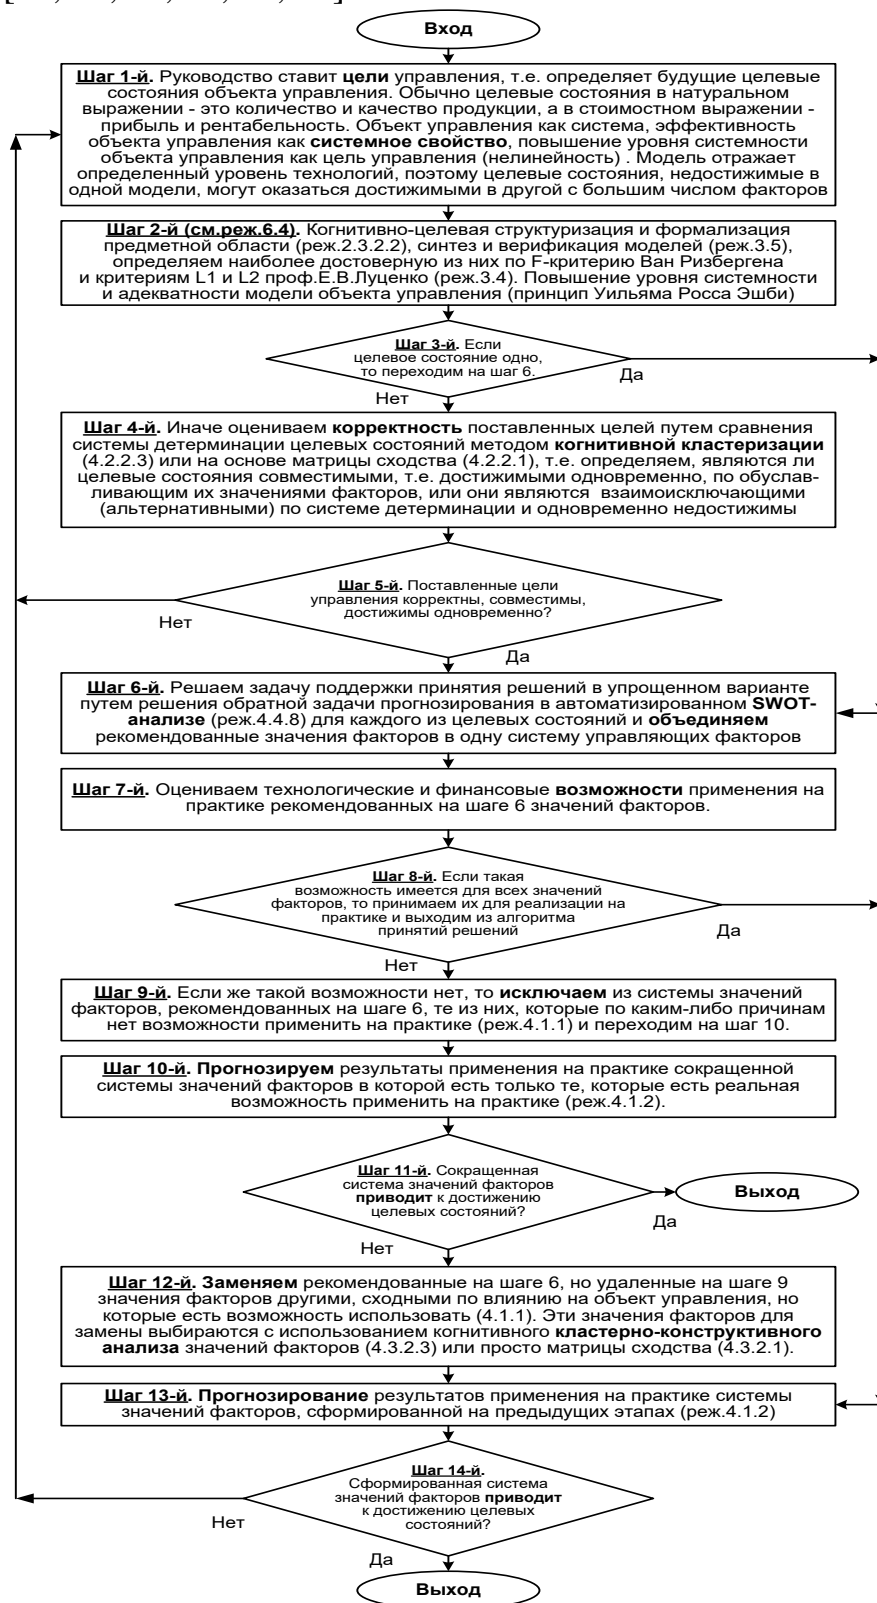 Вход
Шаг 1-й. Руководство ставит цели управления, т.е. определяет будущие целевые
состояния объекта управления. Обычно целевые состояния в натуральном
выражении - это количество и качество продукции, а в стоимостном выражении -
прибыль и рентабельность. Объект управления как система, эффективность
объекта управления как системное свойство, повышение уровня системности
объекта управления как цель управления (нелинейность) . Модель отражает
определенный уровень технологий, поэтому целевые состояния, недостижимые в
одной модели, могут оказаться достижимыми в другой с большим числом факторов
Шаг 2-й (см.реж.6.4). Когнитивно-целевая структуризация и формализация
предметной области (реж.2.3.2.2), синтез и верификация моделей (реж.3.5),
определяем наиболее достоверную из них по F-критерию Ван Ризбергена
и критериям L1 и L2 проф.Е.В.Луценко (реж.3.4). Повышение уровня системности
и адекватности модели объекта управления (принцип Уильяма Росса Эшби)
Шаг 3-й. Если
целевое состояние одно,
то переходим на шаг 6.
Да
Нет
Шаг 4-й. Иначе оцениваем корректность поставленных целей путем сравнения
системы детерминации целевых состояний методом когнитивной кластеризации
(4.2.2.3) или на основе матрицы сходства (4.2.2.1), т.е. определяем, являются ли
целевые состояния совместимыми, т.е. достижимыми одновременно, по обуслав-
ливающим их значениями факторов, или они являются взаимоисключающими
(альтернативными) по системе детерминации и одновременно недостижимы
Шаг 5-й. Поставленные цели
управления корректны, совместимы,
достижимы одновременно?
Нет
Да
Шаг 6-й. Решаем задачу поддержки принятия решений в упрощенном варианте
путем решения обратной задачи прогнозирования в автоматизированном SWOT-
анализе (реж.4.4.8) для каждого из целевых состояний и объединяем
рекомендованные значения факторов в одну систему управляющих факторов
Шаг 7-й. Оцениваем технологические и финансовые возможности применения на
практике рекомендованных на шаге 6 значений факторов.
Шаг 8-й. Если такая
возможность имеется для всех значений
факторов, то принимаем их для реализации на
практике и выходим из алгоритма
принятий решений
Да
Нет
Шаг 9-й. Если же такой возможности нет, то исключаем из системы значений
факторов, рекомендованных на шаге 6, те из них, которые по каким-либо причинам
нет возможности применить на практике (реж.4.1.1) и переходим на шаг 10.
Шаг 10-й. Прогнозируем результаты применения на практике сокращенной
системы значений факторов в которой есть только те, которые есть реальная
возможность применить на практике (реж.4.1.2).
Шаг 11-й. Сокращенная
система значений факторов
приводит к достижению
целевых состояний?
Выход
Да
Нет
Шаг 12-й. Заменяем рекомендованные на шаге 6, но удаленные на шаге 9
значения факторов другими, сходными по влиянию на объект управления, но
которые есть возможность использовать (4.1.1). Эти значения факторов для
замены выбираются с использованием когнитивного кластерно-конструктивного
анализа значений факторов (4.3.2.3) или просто матрицы сходства (4.3.2.1).
Шаг 13-й. Прогнозирование результатов применения на практике системы
значений факторов, сформированной на предыдущих этапах (реж.4.1.2)
Шаг 14-й.
Сформированная система
значений факторов приводит
к достижению целевых
состояний?
Нет
Да
Выход